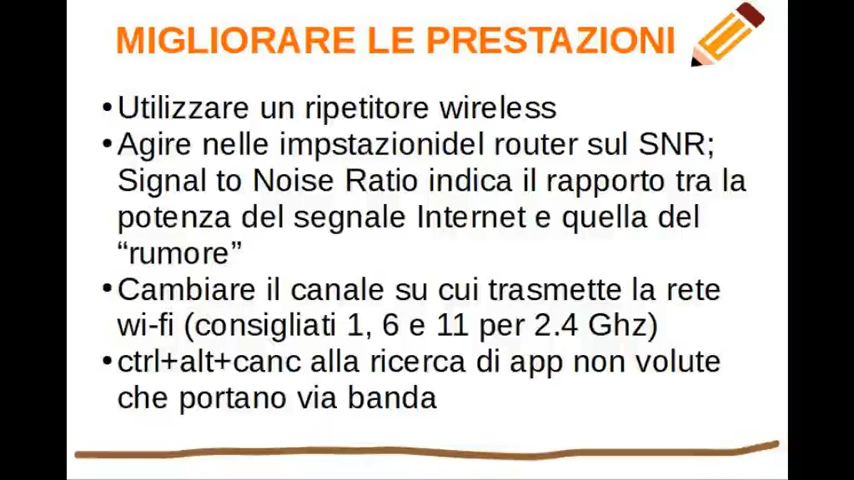 MIGLIORARE LE PRESTAZIONI
•Utilizzare un ripetitore wireless
•Agire nelle impstazionidel router sul SNR;
Signal to Noise Ratio indica il rapporto tra la
potenza del segnale Internet e quella del
“rumore”
•Cambiare il canale su cui trasmette la rete
wi-fi (consigliati 1, 6 e 11 per 2.4 Ghz)
•ctrl+alt+canc alla ricerca di app non volute
che portano via banda